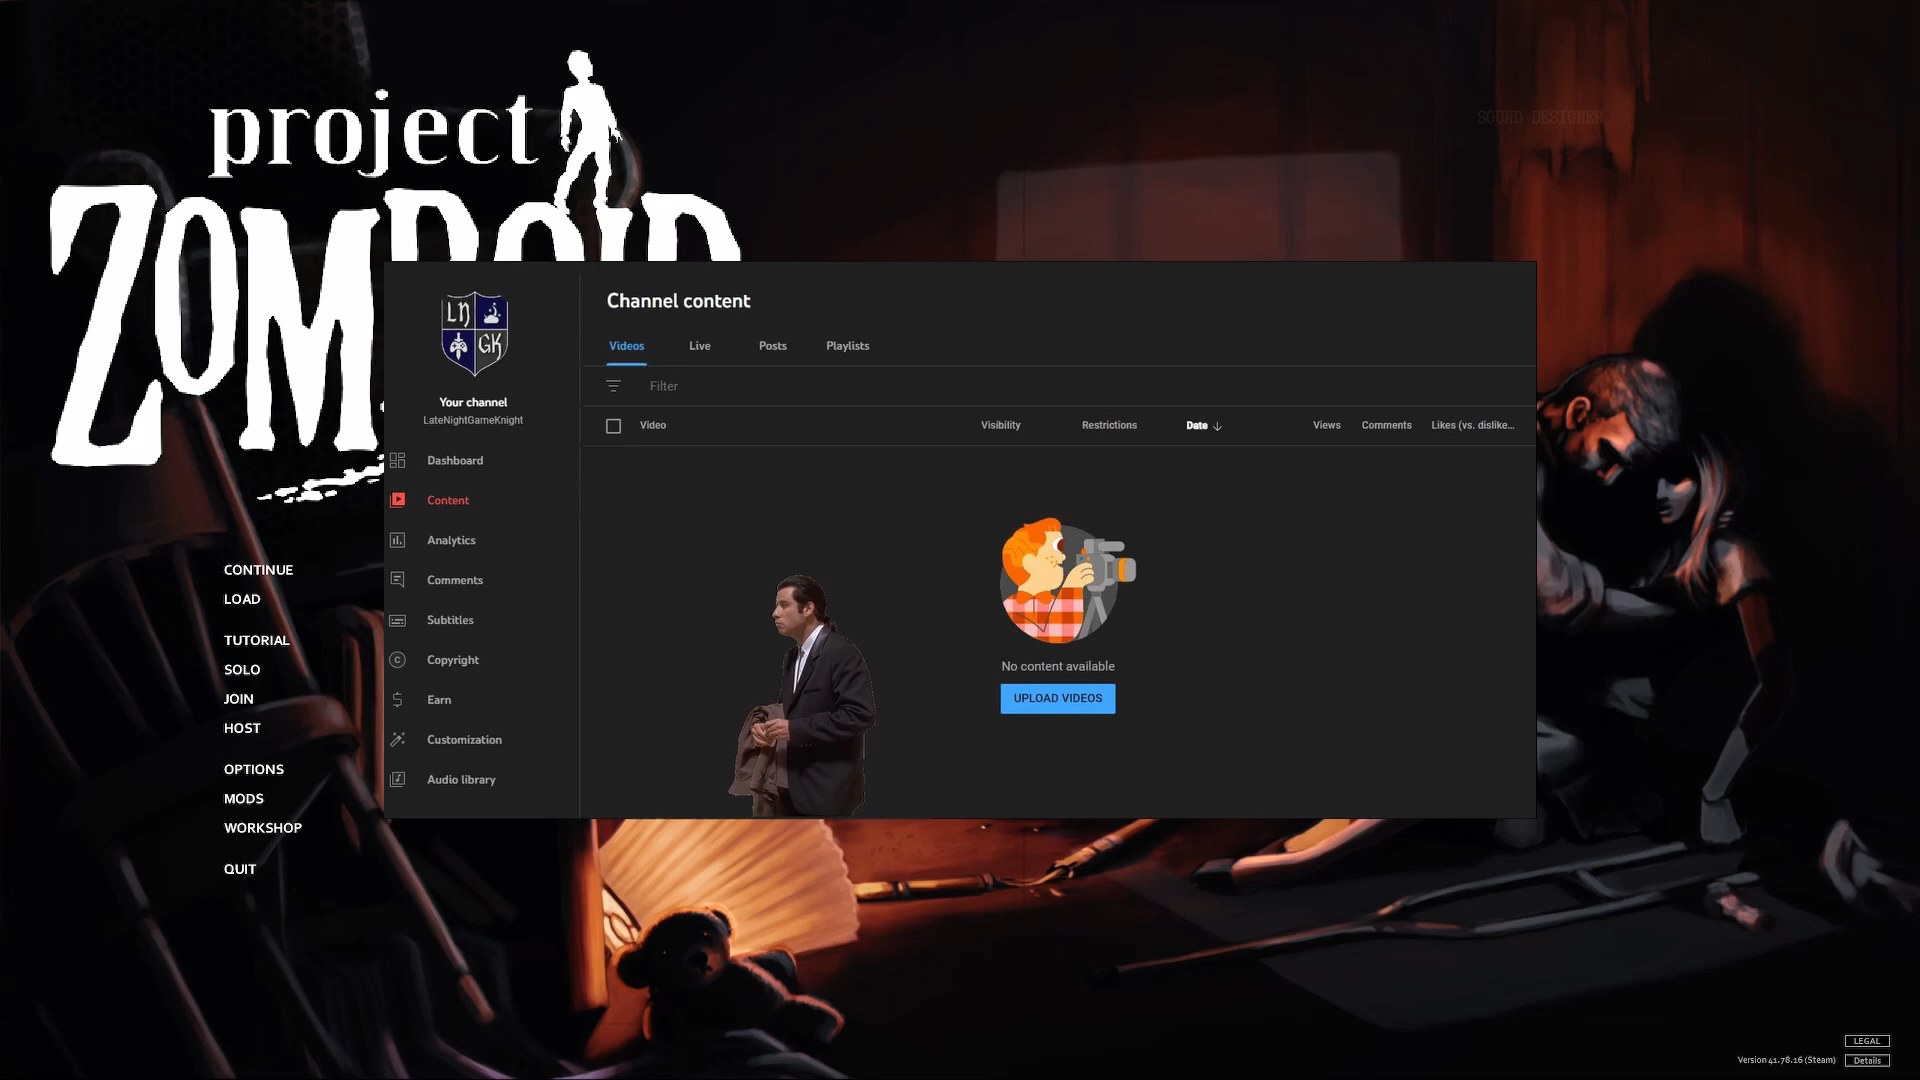 SOUND DESIGNER
project
ZOMBOID
Channel content
LN
GK
Videos
Live
Posts
Playlists
Filter
Your channel
LateNightGameKnight
Video
Visibility
Restrictions
Date
Views
Comments
Likes (vs. dislike...
Dashboard
Content
Analytics
Comments
Subtitles
Copyright
Earn
Customization
Audio library
No content available
UPLOAD VIDEOS
CONTINUE
LOAD
TUTORIAL
SOLO
JOIN
HOST
OPTIONS
MODS
WORKSHOP
QUIT
LEGAL
Version 41.78.16 (Steam)
Details